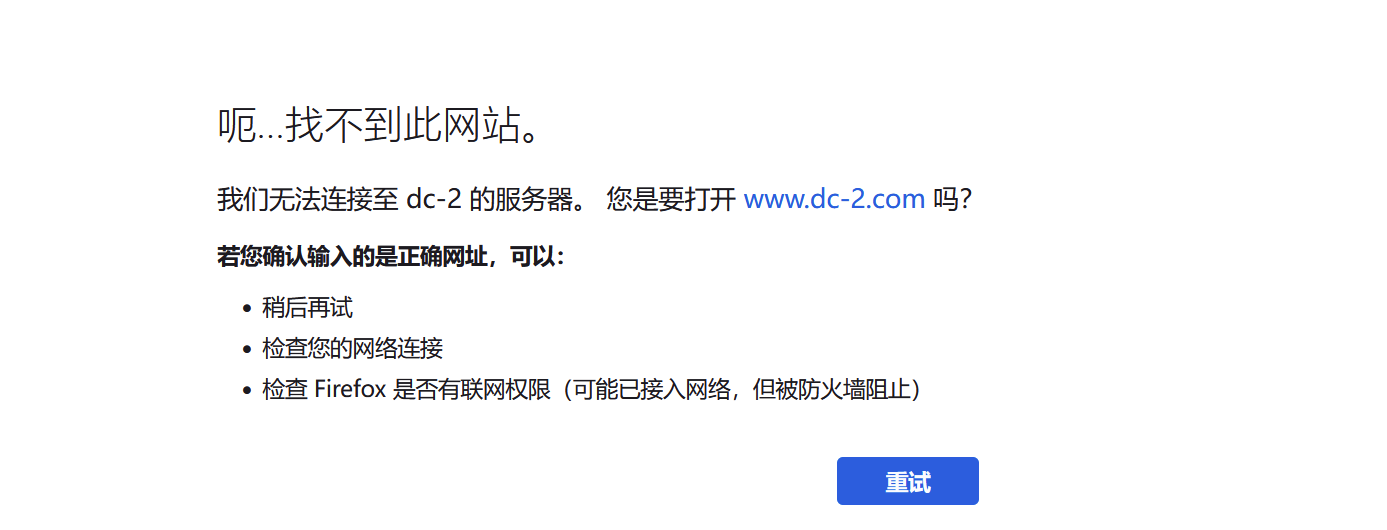 呃...找不到此网站。
我们无法连接至 dc-2 的服务器。 您是要打开 www.dc-2.com 吗？
若您确认输入的是正确网址，可以：
• 稍后再试
• 检查您的网络连接
• 检查 Firefox 是否有联网权限（可能已接入网络，但被防火墙阻止）
重试